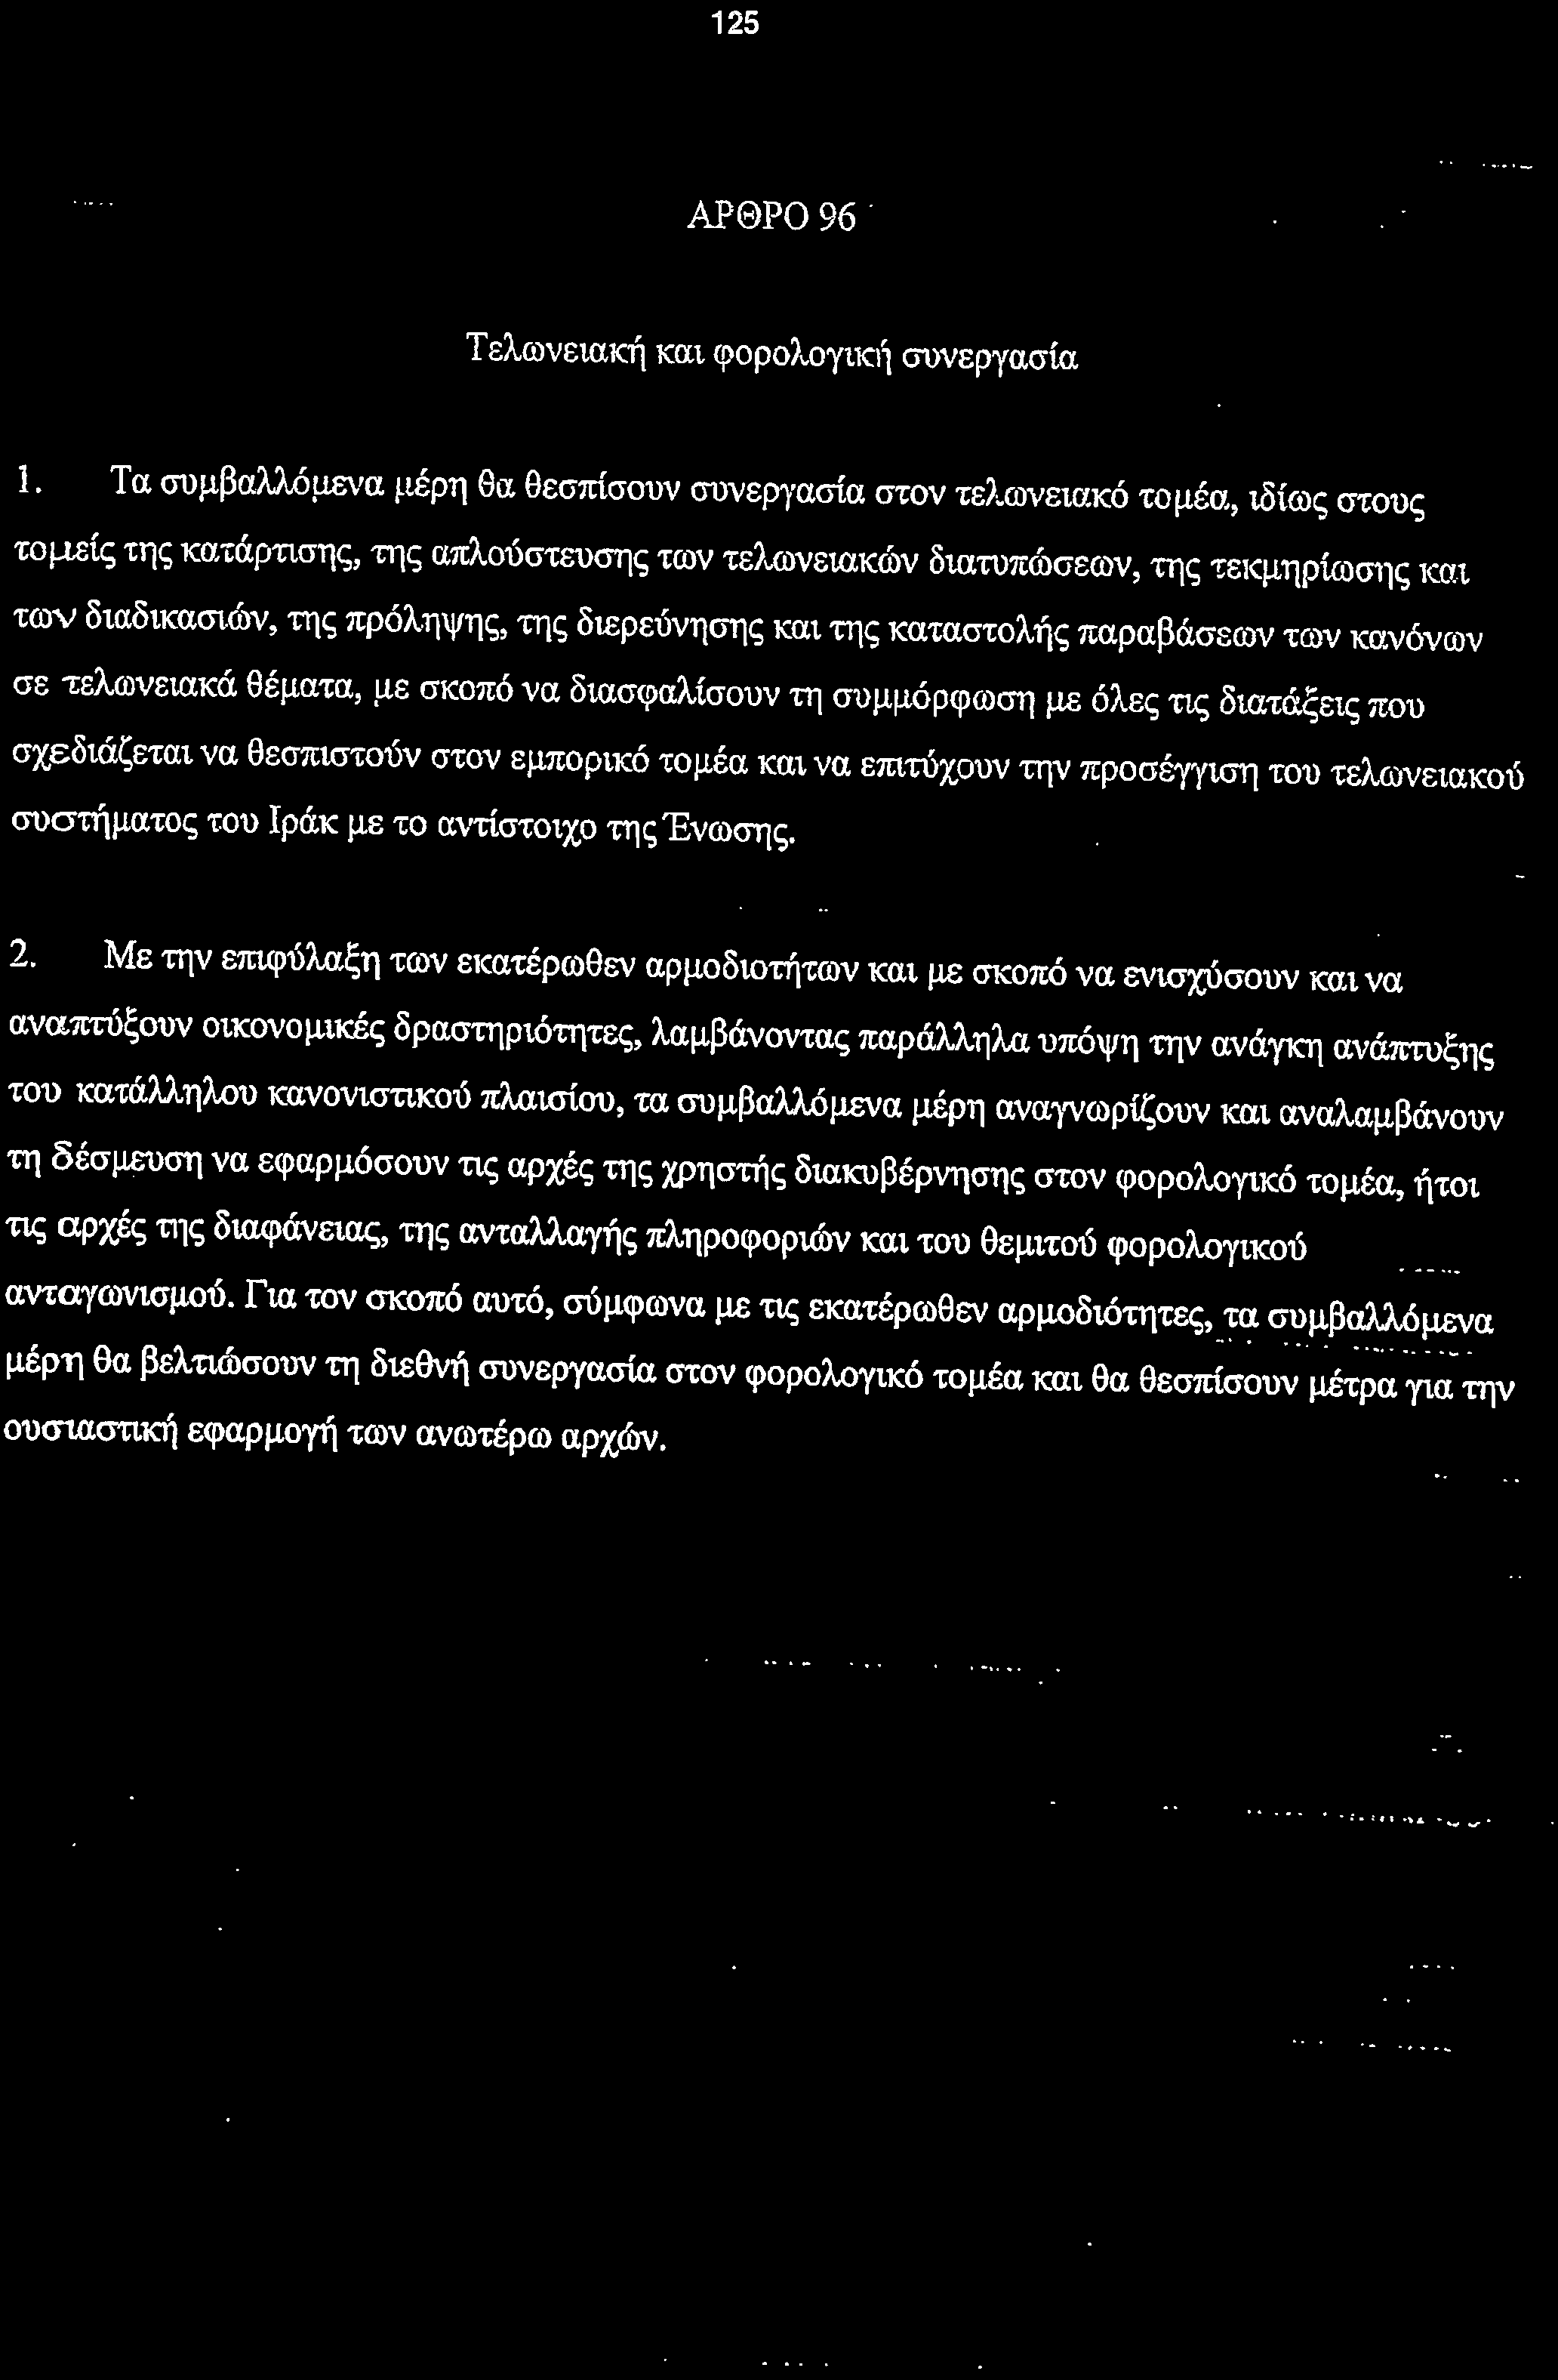 125
ΑΡΘΡΟ 96
Τελωνειακή και φορολογική συνεργασία
1. Τα συμβαλλόμενα μέρη θα θεσπίσουν συνεργασία στον τελωνειακό τομέα, ιδίως στους
τομείς της κατάρτισης, της απλούστευσης των τελωνειακών διατυπώσεων, της τεκμηρίωσης και
των διαδικασιών, της πρόληψης, της διερεύνησης και της καταστολής παραβάσεων των κανόνων
σε τελωνειακά θέματα, με σκοπό να διασφαλίσουν τη συμμόρφωση με όλες τις διατάξεις που
σχεδιάζεται να θεσπιστούν στον εμπορικό τομέα και να επιτύχουν την προσέγγιση του τελωνειακού
συστήματος του Ιράκ με το αντίστοιχο της Ένωσης.
2. Με την επιφύλαξη των εκατέρωθεν αρμοδιοτήτων και με σκοπό να ενισχύσουν και να
αναπτύξουν οικονομικές δραστηριότητες, λαμβάνοντας παράλληλα υπόψη την ανάγκη ανάπτυξης
του κατάλληλου κανονιστικού πλαισίου, τα συμβαλλόμενα μέρη αναγνωρίζουν και αναλαμβάνουν
τη δέσμευση να εφαρμόσουν τις αρχές της χρηστής διακυβέρνησης στον φορολογικό τομέα, ήτοι
τις αρχές της διαφάνειας, της ανταλλαγής πληροφοριών και του θεμιτού φορολογικού
ανταγωνισμού. Για τον σκοπό αυτό, σύμφωνα με τις εκατέρωθεν αρμοδιότητες, τα συμβαλλόμενα
μέρη θα βελτιώσουν τη διεθνή συνεργασία στον φορολογικό τομέα και θα θεσπίσουν μέτρα για την
ουσιαστική εφαρμογή των ανωτέρω αρχών.